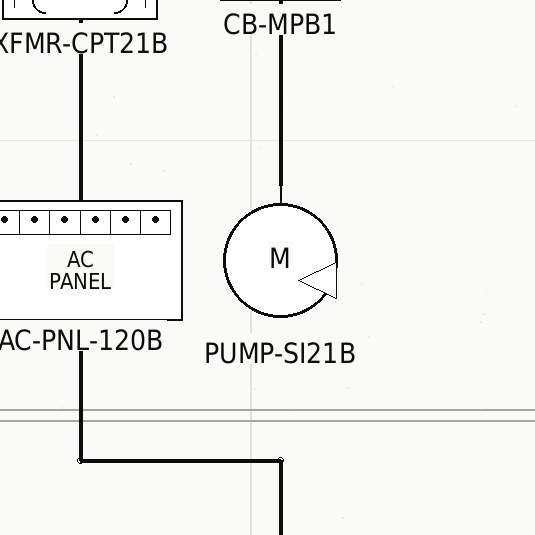 CB-MPB1
XFMR-CPT21B
M
AC
PANEL
AC-PNL-120B
PUMP-SI21B